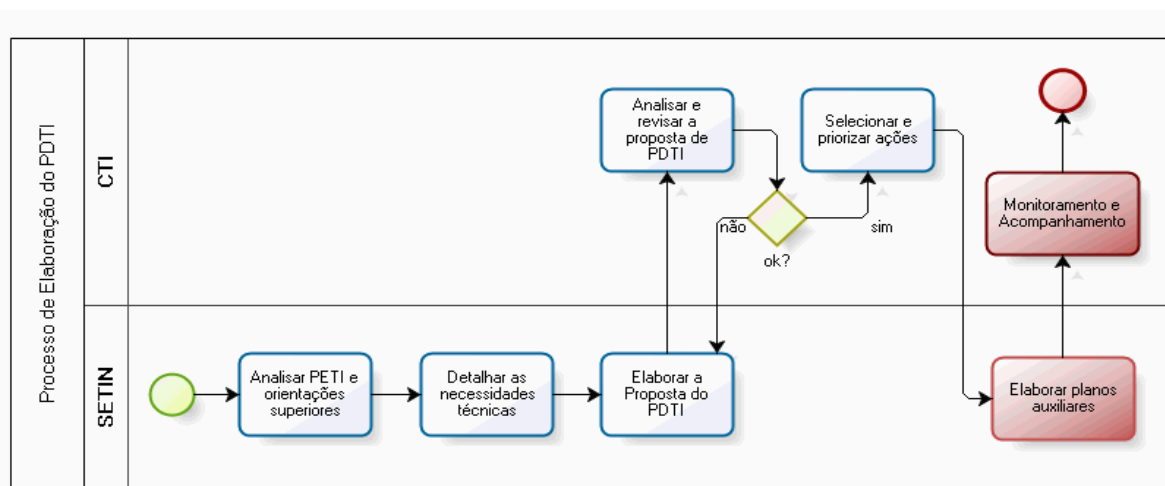 Processo de Elaboração do PDTI
CTI
Analisar e
revisar a
proposta de
PDTI
Selecionar e
priorizar ações
não
sim
ok?
Monitoramento e
Acompanhamento
SETIN
Analisar PETI e
orientações
superiores
Detalhar as
necessidades
técnicas
Elaborar a
Proposta do
PDTI
Elaborar planos
auxiliares